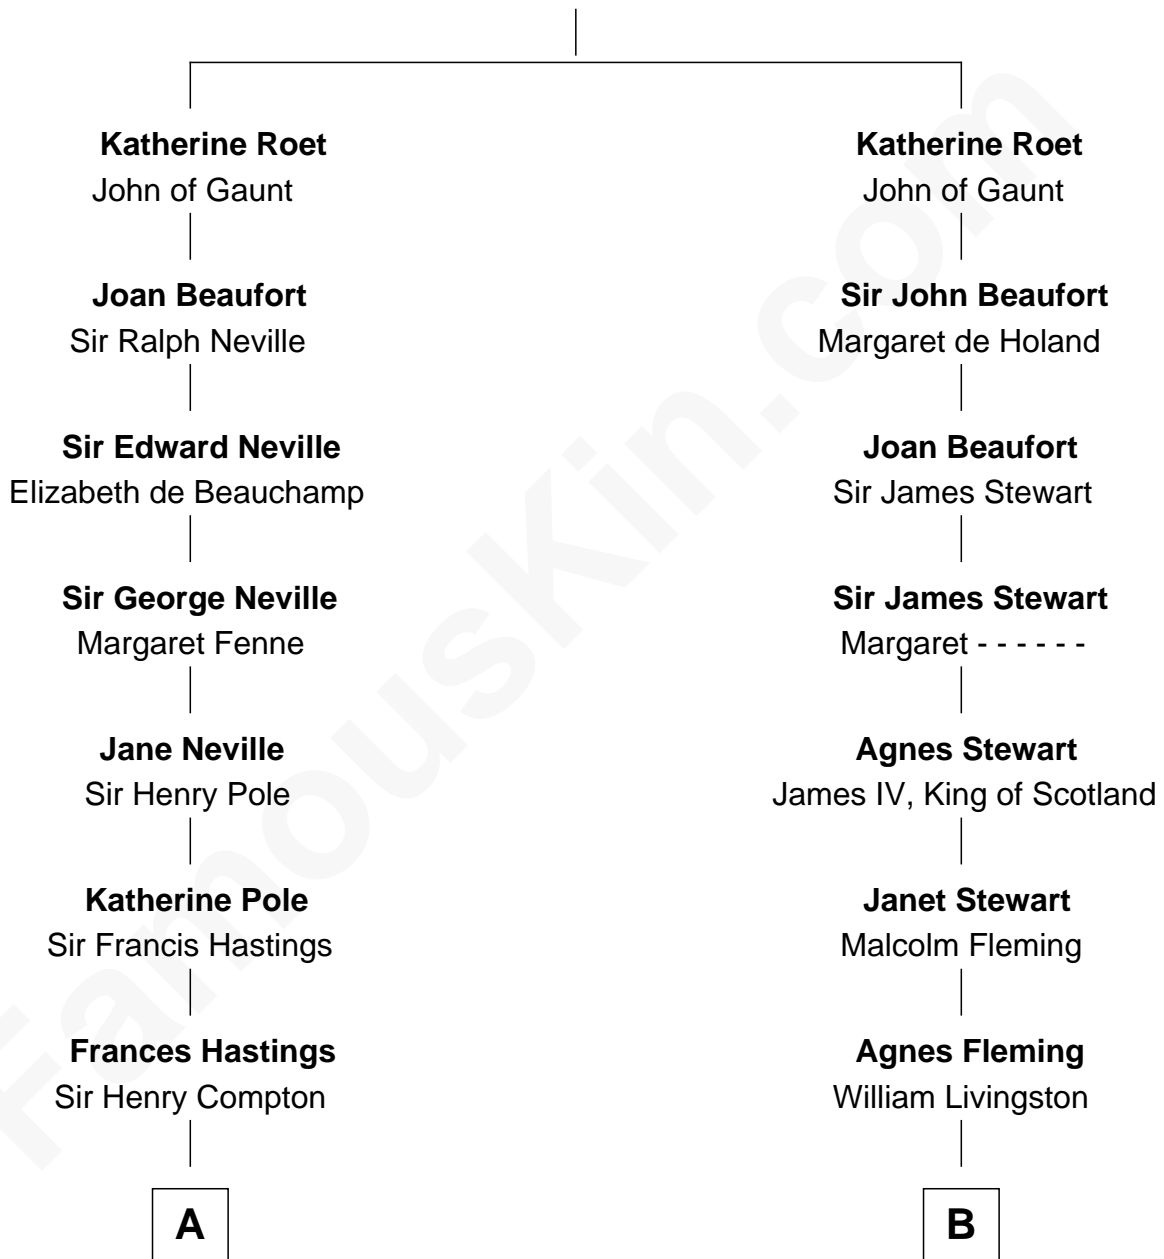 Katherine Roet
John of Gaunt
Joan Beaufort
Sir Ralph Neville
Sir Edward Neville
Elizabeth de Beauchamp
Sir George Neville
Margaret Fenne
Jane Neville
Sir Henry Pole
Katherine Pole
Sir Francis Hastings
Frances Hastings
Sir Henry Compton
A
Katherine Roet
John of Gaunt
Sir John Beaufort
Margaret de Holand
Joan Beaufort
Sir James Stewart
Sir James Stewart
Margaret - - - - - -
Agnes Stewart
James IV, King of Scotland
Janet Stewart
Malcolm Fleming
Agnes Fleming
William Livingston
B
FamousKin.com